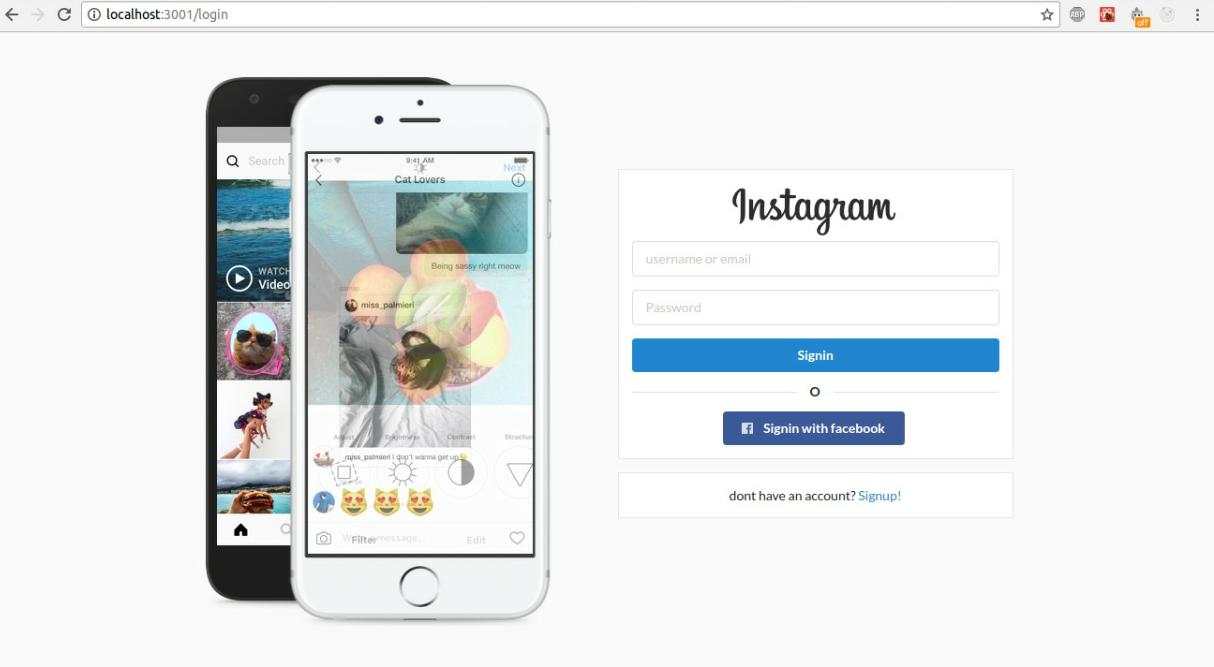 localhost:3001/login
ABP
off
Search
WATCH
Video
9:41 AM
Next
Cat Lovers
Being sassy right meow
miss_palmieri
Adjust Brightness Contrast Structure
miss_palmieri I don't wanna get up
Filter
Edit
Instagram
username or email
Password
Signin
O
Signin with facebook
dont have an account? Signup!